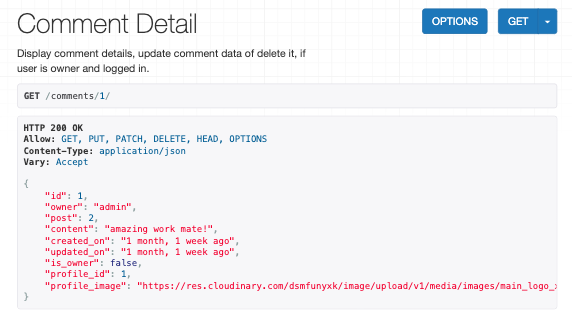 Comment Detail
OPTIONS
GET
Display comment details, update comment data of delete it, if
user is owner and logged in.
GET /comments/1/
HTTP 200 OK
Allow: GET, PUT, PATCH, DELETE, HEAD, OPTIONS
Content-Type: application/json
Vary: Accept
{
"id": 1,
"owner": "admin",
"post": 2,
"content": "amazing work mate!",
"created_on": "1 month, 1 week ago",
"updated_on": "1 month, 1 week ago",
"is_owner": false,
"profile_id": 1,
"profile_image": "https://res.cloudinary.com/dsmfunyxk/image/upload/v1/media/images/main_logo_
}